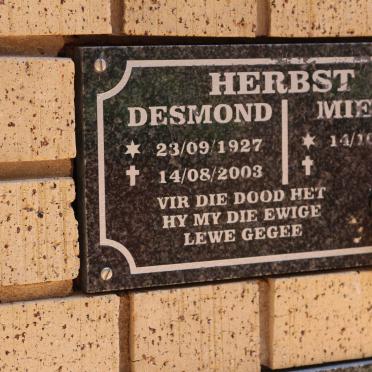 HERBST
DESMOND
23/09/1927
14/08/2003
VIR DIE DOOD HET
HY MY DIE EWIGE
LEWE GEGEE